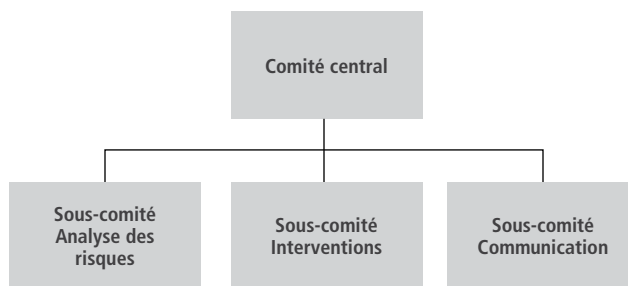 Comité central
Sous-comité
Analyse des
risques
Sous-comité
Interventions
Sous-comité
Communication